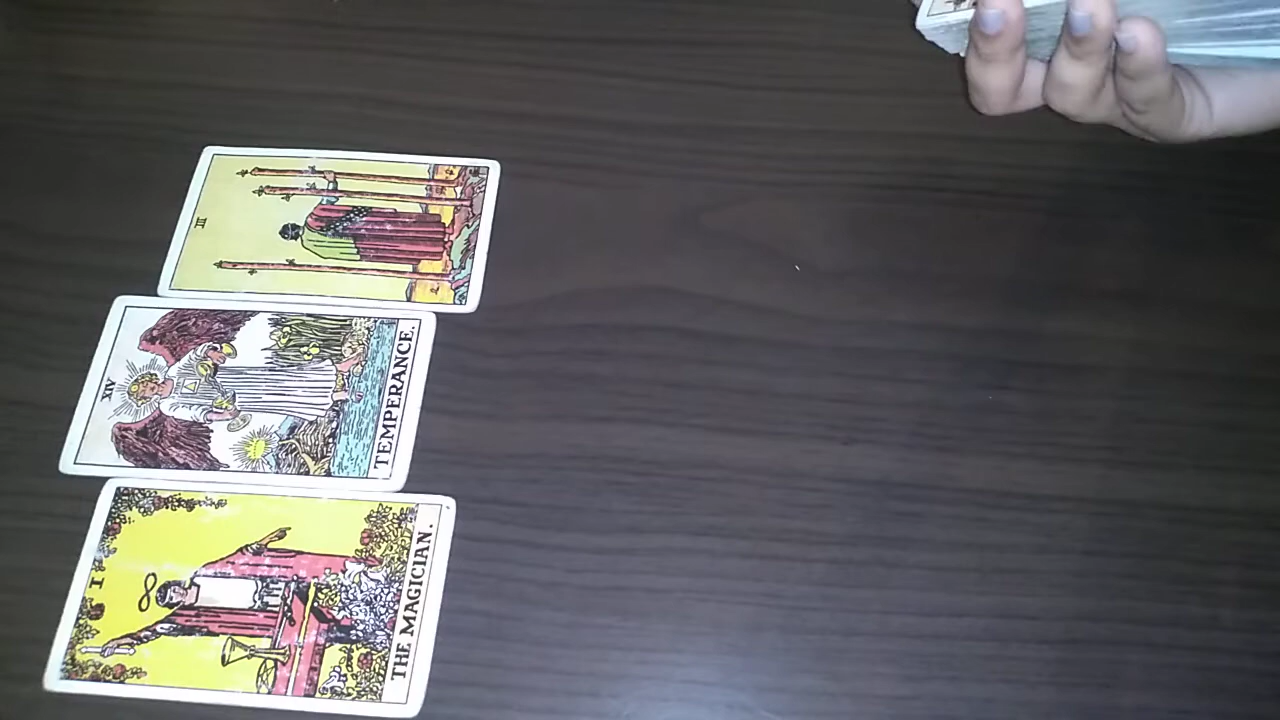 III
XIV
TEMPERANCE.
I
THE MAGICIAN.